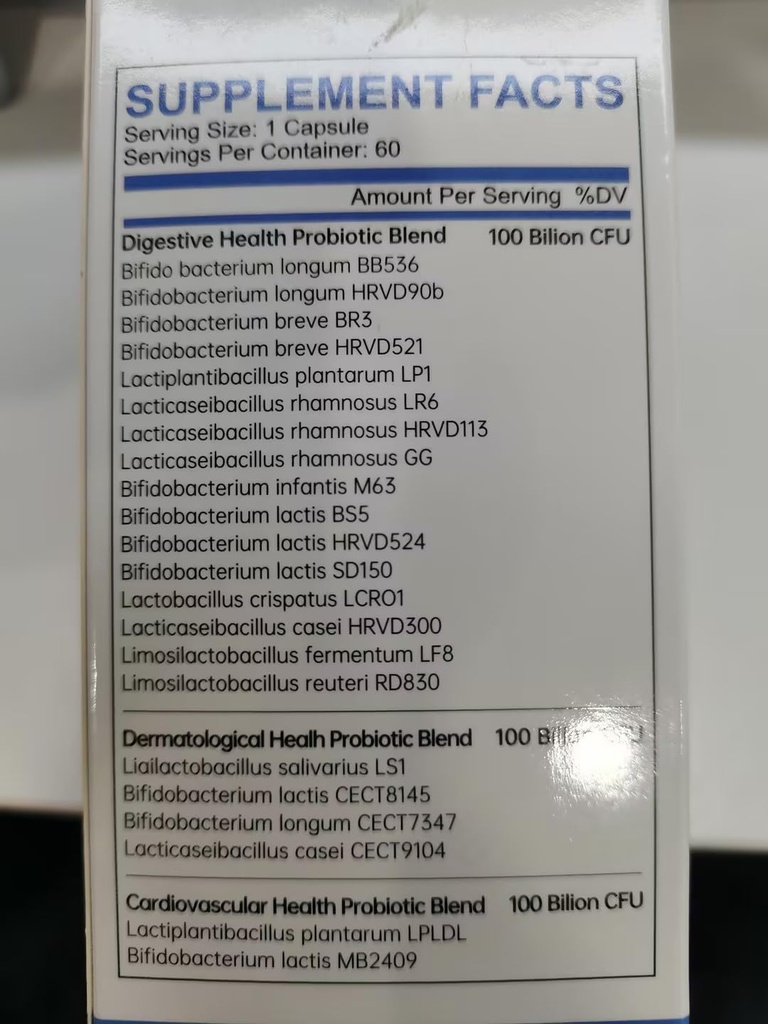 SUPPLEMENT FACTS
Serving Size: 1 Capsule
Servings Per Container: 60
Amount Per Serving %DV
Digestive Health Probiotic Blend 100 Bilion CFU
Bifido bacterium longum BB536
Bifidobacterium longum HRVD90b
Bifidobacterium breve BR3
Bifidobacterium breve HRVD521
Lactiplantibacillus plantarum LP1
Lacticaseibacillus rhamnosus LR6
Lacticaseibacillus rhamnosus HRVD113
Lacticaseibacillus rhamnosus GG
Bifidobacterium infantis M63
Bifidobacterium lactis BS5
Bifidobacterium lactis HRVD524
Bifidobacterium lactis SD150
Lactobacillus crispatus LCRO1
Lacticaseibacillus casei HRVD300
Limosilactobacillus fermentum LF8
Limosilactobacillus reuteri RD830
Dermatological Healh Probiotic Blend 100
Liailactobacillus salivarius LS1
Bifidobacterium lactis CECT8145
Bifidobacterium longum CECT7347
Lacticaseibacillus casei CECT9104
Cardiovascular Health Probiotic Blend 100 Bilion CFU
Lactiplantibacillus plantarum LPLDL
Bifidobacterium lactis MB2409